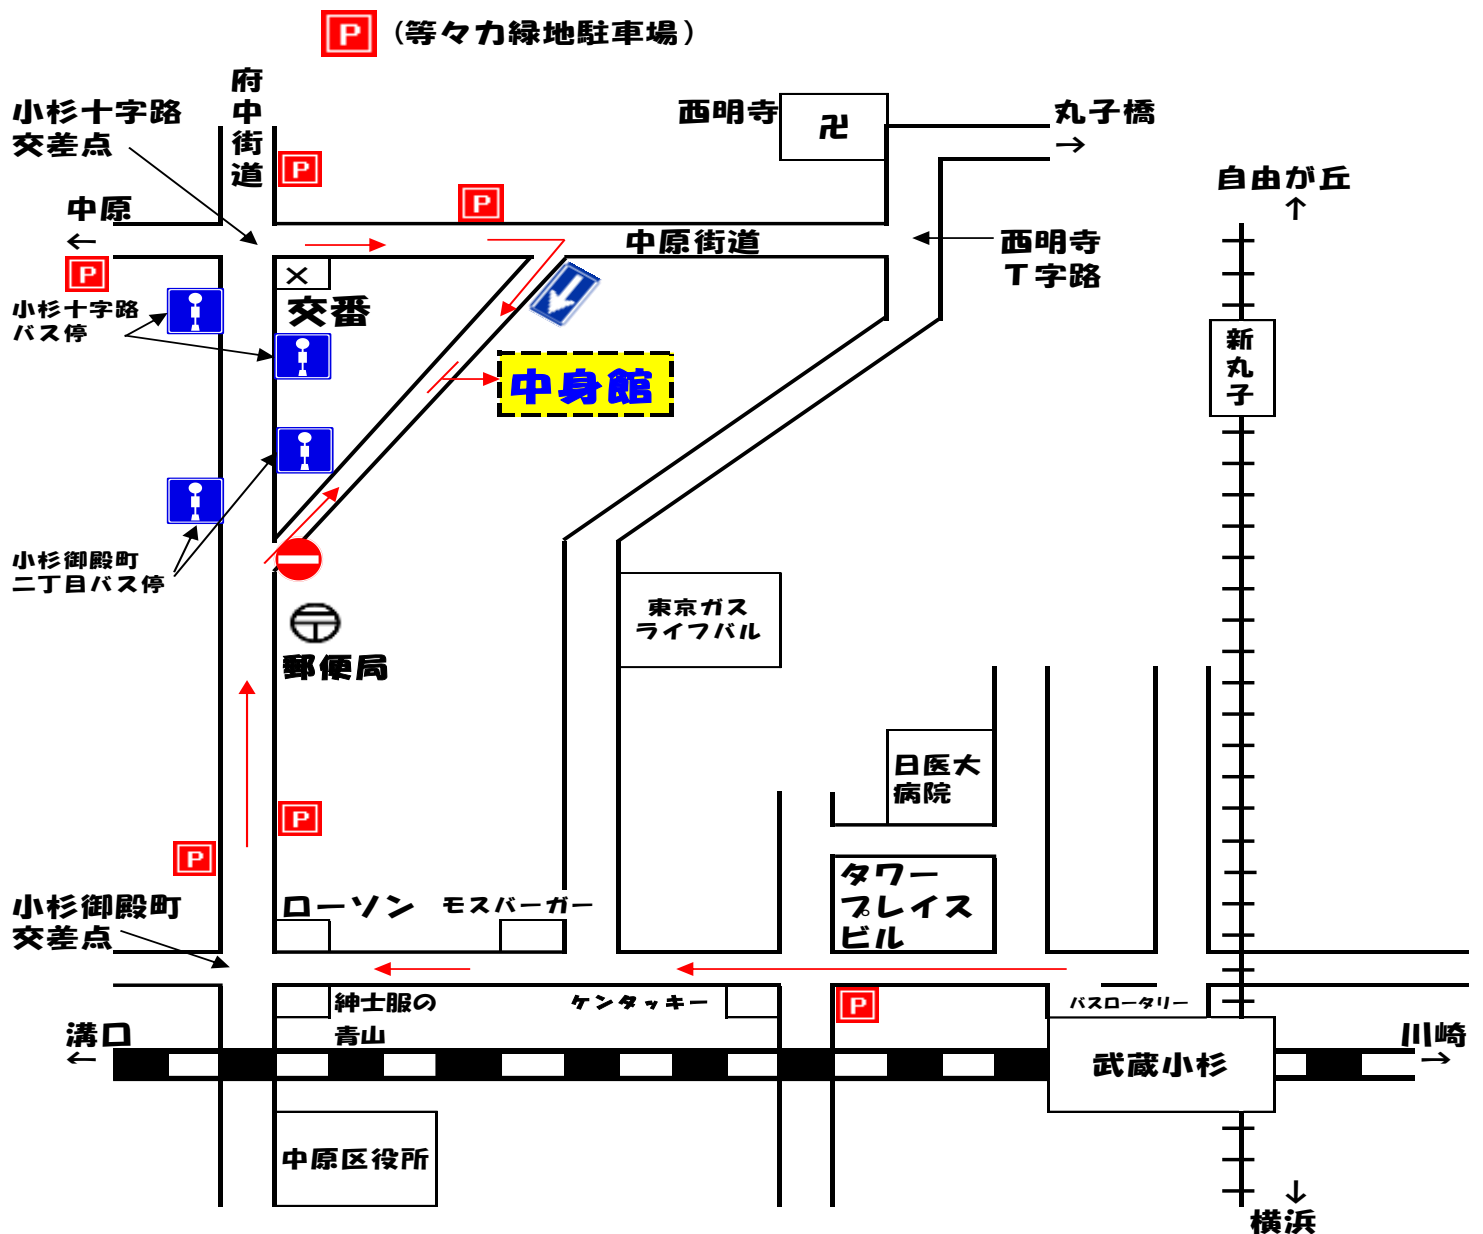 P (等々力緑地駐車場)
府中街道
小杉十字路
交差点
西明寺
卍
丸子橋
→
P
P
自由が丘
↑
中原
←
P
中原街道
西明寺
T字路
小杉十字路
バス停
×
交番
中身館
新丸子
小杉御殿町
二丁目バス停
東京ガス
ライフバル
〒
郵便局
日医大
病院
P
P
タワー
プレイス
ビル
小杉御殿町
交差点
ローソン
モスバーガー
紳士服の
青山
ケンタッキー
P
バスロータリー
溝口
←
武蔵小杉
川崎
→
中原区役所
↓
横浜